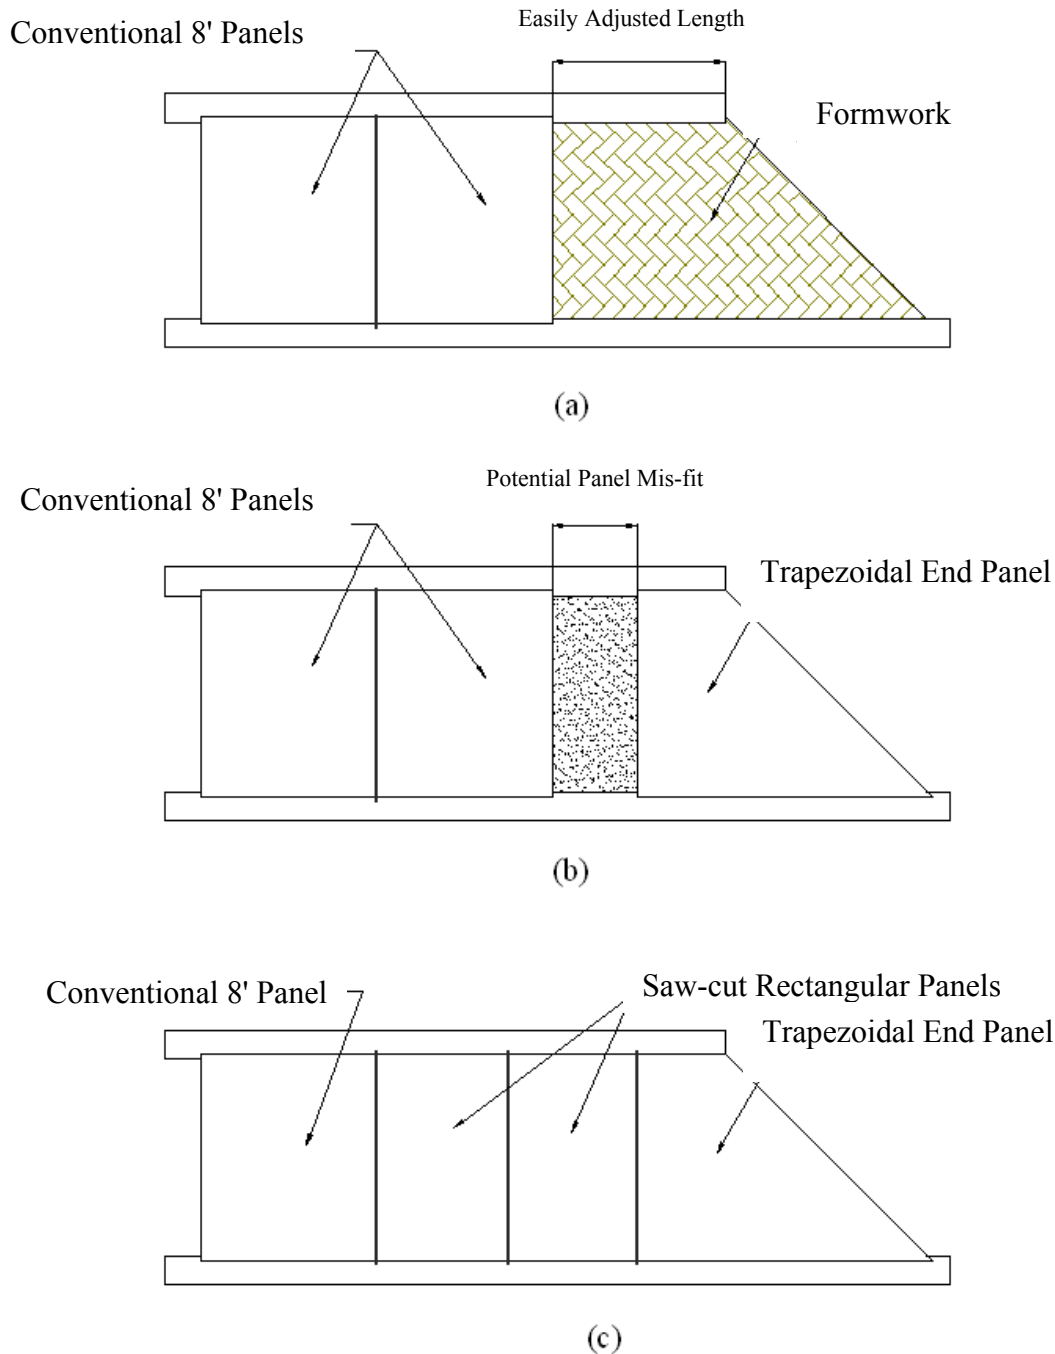 Easily Adjusted Length
Conventional 8' Panels
Formwork
(a)
Potential Panel Mis-fit
Conventional 8' Panels
Trapezoidal End Panel
(b)
Conventional 8' Panel
Saw-cut Rectangular Panels
Trapezoidal End Panel
(c)